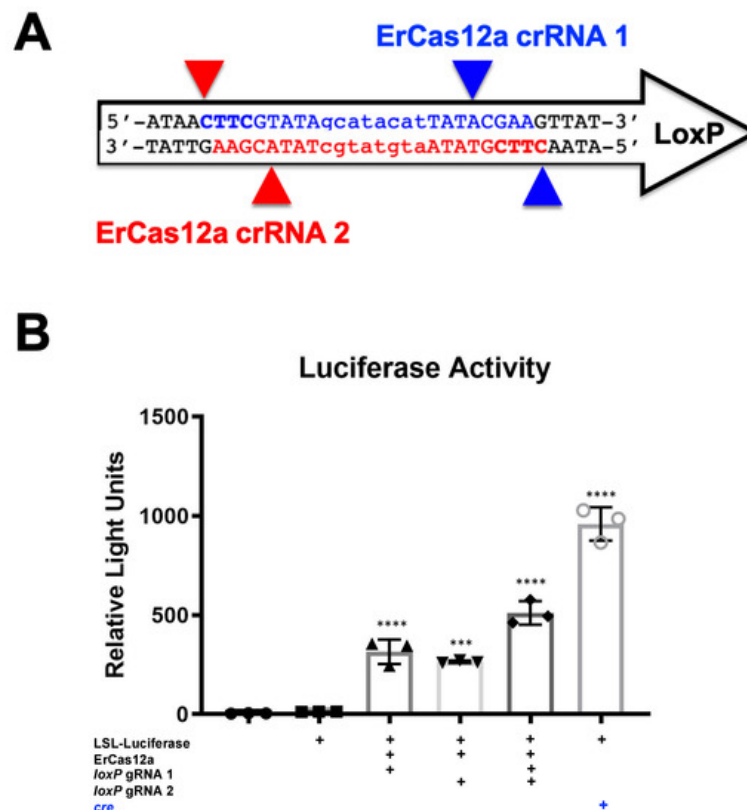 A
ErCas12a crRNA 1
5’-ATAACTTCGTATAgcatacatTATACGAAGTTAT-3’
3’-TATTGAAGCATATcgtatgtaATATGCTTCAATA-5’
LoxP
ErCas12a crRNA 2
B
Luciferase Activity
Relative Light Units
1500
1000
500
0
****
***
****
****
LSL-Luciferase + + + + +
ErCas12a + + +
loxP gRNA 1 + +
loxP gRNA 2 + +
cre +